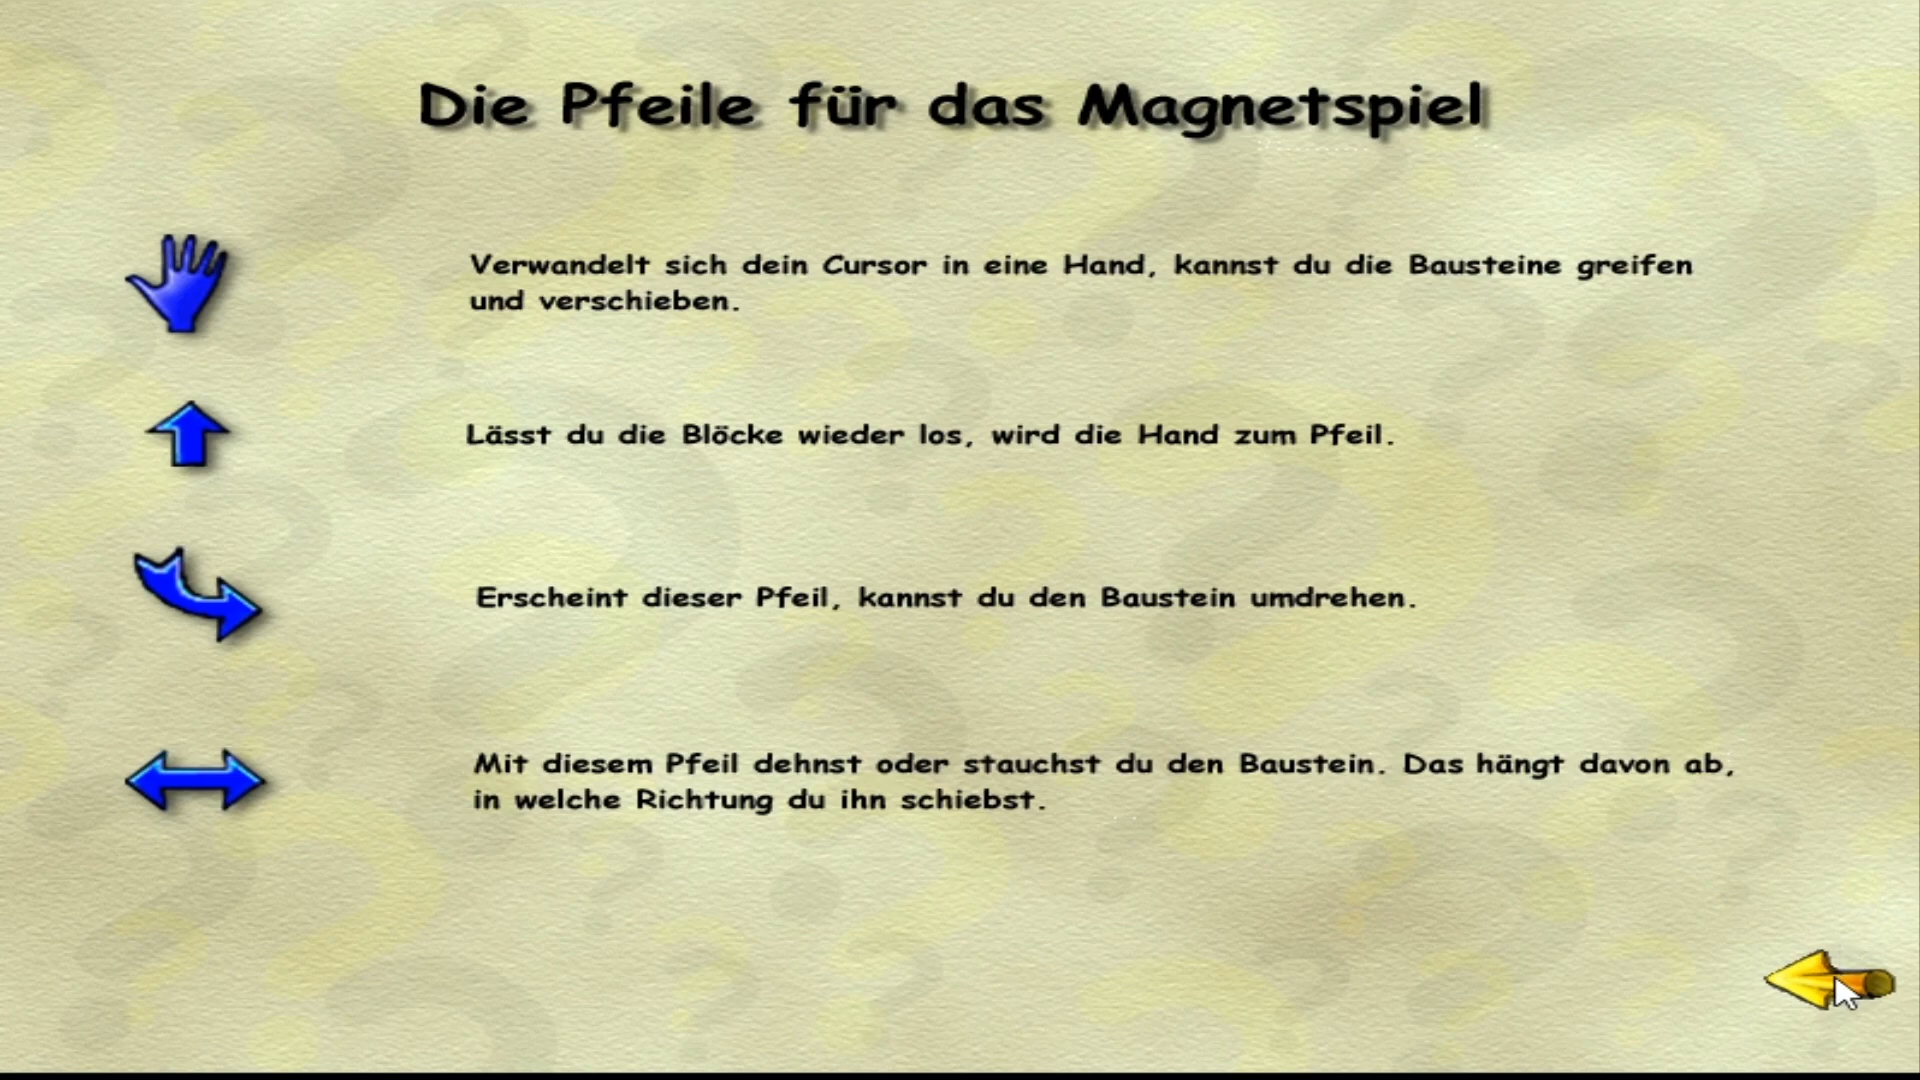 Die Pfeile für das Magnetspiel
Verwandelt sich dein Cursor in eine Hand, kannst du die Bausteine greifen
und verschieben.
Lässt du die Blöcke wieder los, wird die Hand zum Pfeil.
Erscheint dieser Pfeil, kannst du den Baustein umdrehen.
Mit diesem Pfeil dehnst oder stauchst du den Baustein. Das hängt davon ab,
in welche Richtung du ihn schiebst.